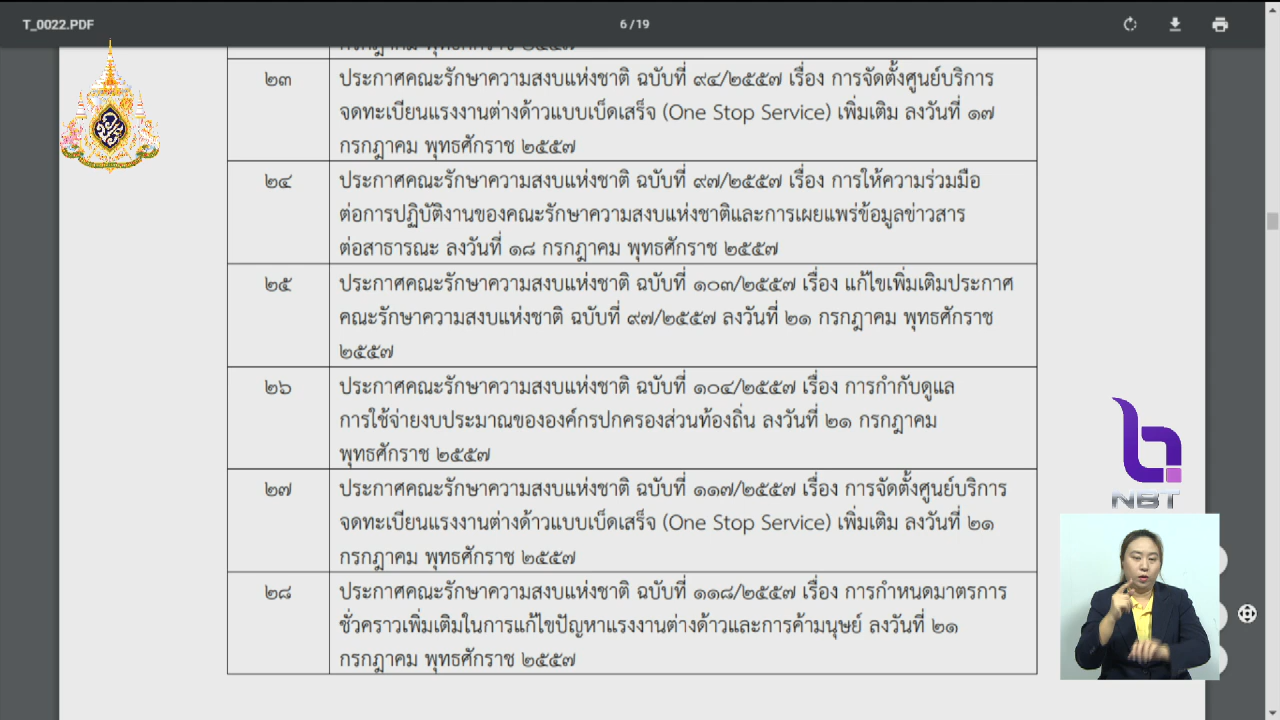 T_0022.PDF
6 / 19
กรกฎาคม พุทธศักราช ๒๕๕๗
๒๓
ประกาศคณะรักษาความสงบแห่งชาติ ฉบับที่ ๙๔/๒๕๕๗ เรื่อง การจัดตั้งศูนย์บริการ
จดทะเบียนแรงงานต่างด้าวแบบเบ็ดเสร็จ (One Stop Service) เพิ่มเติม ลงวันที่ ๑๗
กรกฎาคม พุทธศักราช ๒๕๕๗
๒๔
ประกาศคณะรักษาความสงบแห่งชาติ ฉบับที่ ๙๗/๒๕๕๗ เรื่อง การให้ความร่วมมือ
ต่อการปฏิบัติงานของคณะรักษาความสงบแห่งชาติและการเผยแพร่ข้อมูลข่าวสาร
ต่อสาธารณะ ลงวันที่ ๑๘ กรกฎาคม พุทธศักราช ๒๕๕๗
๒๕
ประกาศคณะรักษาความสงบแห่งชาติ ฉบับที่ ๑๐๓/๒๕๕๗ เรื่อง แก้ไขเพิ่มเติมประกาศ
คณะรักษาความสงบแห่งชาติ ฉบับที่ ๙๗/๒๕๕๗ ลงวันที่ ๒๑ กรกฎาคม พุทธศักราช
๒๕๕๗
๒๖
ประกาศคณะรักษาความสงบแห่งชาติ ฉบับที่ ๑๐๔/๒๕๕๗ เรื่อง การกำกับดูแล
การใช้จ่ายงบประมาณขององค์กรปกครองส่วนท้องถิ่น ลงวันที่ ๒๑ กรกฎาคม
พุทธศักราช ๒๕๕๗
๒๗
ประกาศคณะรักษาความสงบแห่งชาติ ฉบับที่ ๑๑๗/๒๕๕๗ เรื่อง การจัดตั้งศูนย์บริการ
จดทะเบียนแรงงานต่างด้าวแบบเบ็ดเสร็จ (One Stop Service) เพิ่มเติม ลงวันที่ ๒๑
กรกฎาคม พุทธศักราช ๒๕๕๗
๒๘
ประกาศคณะรักษาความสงบแห่งชาติ ฉบับที่ ๑๑๘/๒๕๕๗ เรื่อง การกำหนดมาตรการ
ชั่วคราวเพิ่มเติมในการแก้ไขปัญหาแรงงานต่างด้าวและการค้ามนุษย์ ลงวันที่ ๒๑
กรกฎาคม พุทธศักราช ๒๕๕๗
NBT